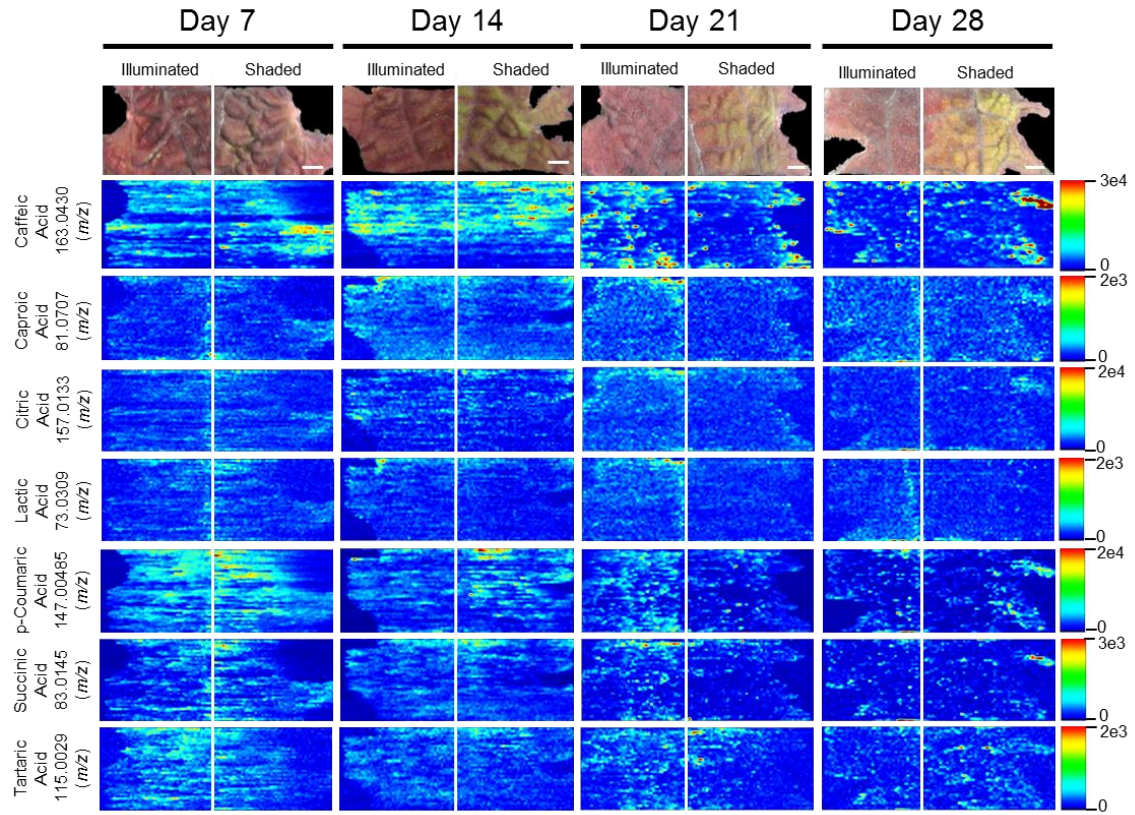 Day 7
Day 14
Day 21
Day 28
Illuminated
Shaded
Illuminated
Shaded
Illuminated
Shaded
Illuminated
Shaded
Caffeic
Acid
163.0430
(m/z)
3e4
0
Caproic
Acid
81.0707
(m/z)
2e3
0
Citric
Acid
157.0133
(m/z)
2e4
0
Lactic
Acid
73.0309
(m/z)
2e3
0
p-Coumaric
Acid
147.00485
(m/z)
2e4
0
Succinic
Acid
83.0145
(m/z)
3e3
0
Tartaric
Acid
115.0029
(m/z)
2e3
0